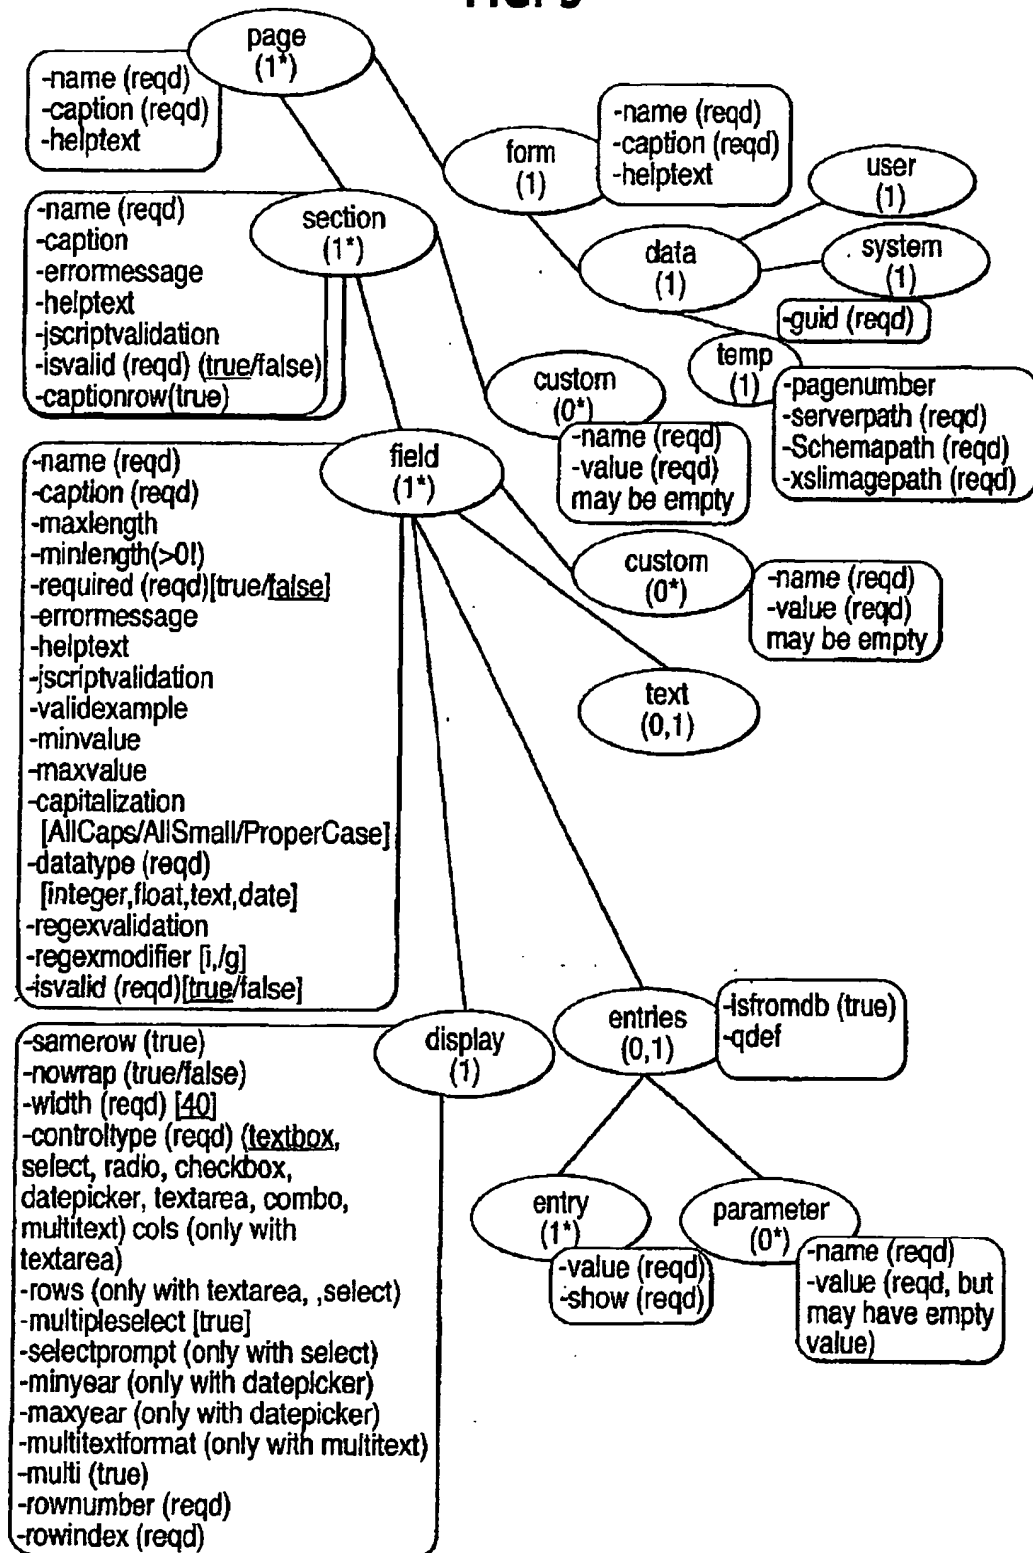 page
(1*)
-name (reqd)
-caption (reqd)
-helptext
form
(1)
-name (reqd)
-caption (reqd)
-helptext
user
(1)
data
(1)
system
(1)
-guid (reqd)
temp
(1)
-pagenumber
-serverpath (reqd)
-Schemapath (reqd)
-xslimagepath (reqd)
section
(1*)
-name (reqd)
-caption
-errormessage
-helptext
-jscriptvalidation
-isvalid (reqd) (true/false)
-captionrow(true)
custom
(0*)
-name (reqd)
-value (reqd)
may be empty
field
(1*)
-name (reqd)
-caption (reqd)
-maxlength
-minlength(>0!)
-required (reqd)[true/false]
-errormessage
-helptext
-jscriptvalidation
-validexample
-minvalue
-maxvalue
-capitalization
[AllCaps/AllSmall/ProperCase]
-datatype (reqd)
[integer,float,text,date]
-regexvalidation
-regexmodifier [i,/g]
-isvalid (reqd)[true/false]
custom
(0*)
-name (reqd)
-value (reqd)
may be empty
text
(0,1)
display
(1)
-samerow (true)
-nowrap (true/false)
-width (reqd) [40]
-controltype (reqd) (textbox,
select, radio, checkbox,
datepicker, textarea, combo,
multitext) cols (only with
textarea)
-rows (only with textarea, ,select)
-multipleselect [true]
-selectprompt (only with select)
-minyear (only with datepicker)
-maxyear (only with datepicker)
-multitextformat (only with multitext)
-multi (true)
-rownumber (reqd)
-rowindex (reqd)
entries
(0,1)
-isfromdb (true)
-qdef
entry
(1*)
-value (reqd)
-show (reqd)
parameter
(0*)
-name (reqd)
-value (reqd, but
may have empty
value)